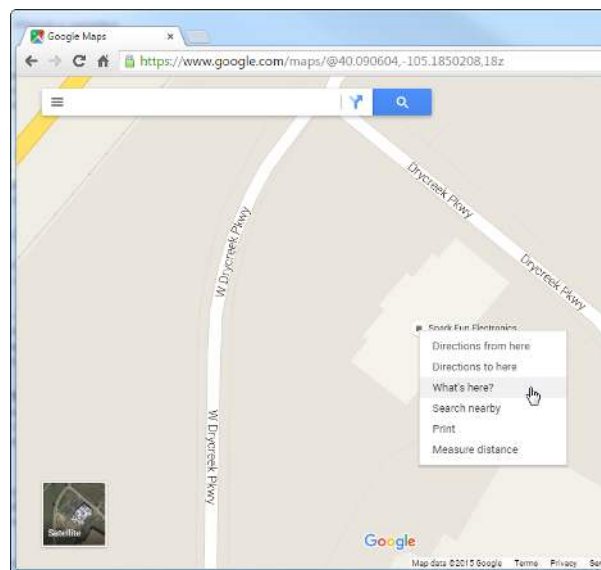 Google Maps
https://www.google.com/maps/@40.090604,-105.1850208,18z
Drycreek Pkwy
W Drycreek Pkwy
Drycreek Pkwy
Spark Fun Electronics
Directions from here
Directions to here
What's here?
Search nearby
Print
Measure distance
W Drycreek Pkwy
Satellite
Google
Map data ©2015 Google Terms Privacy